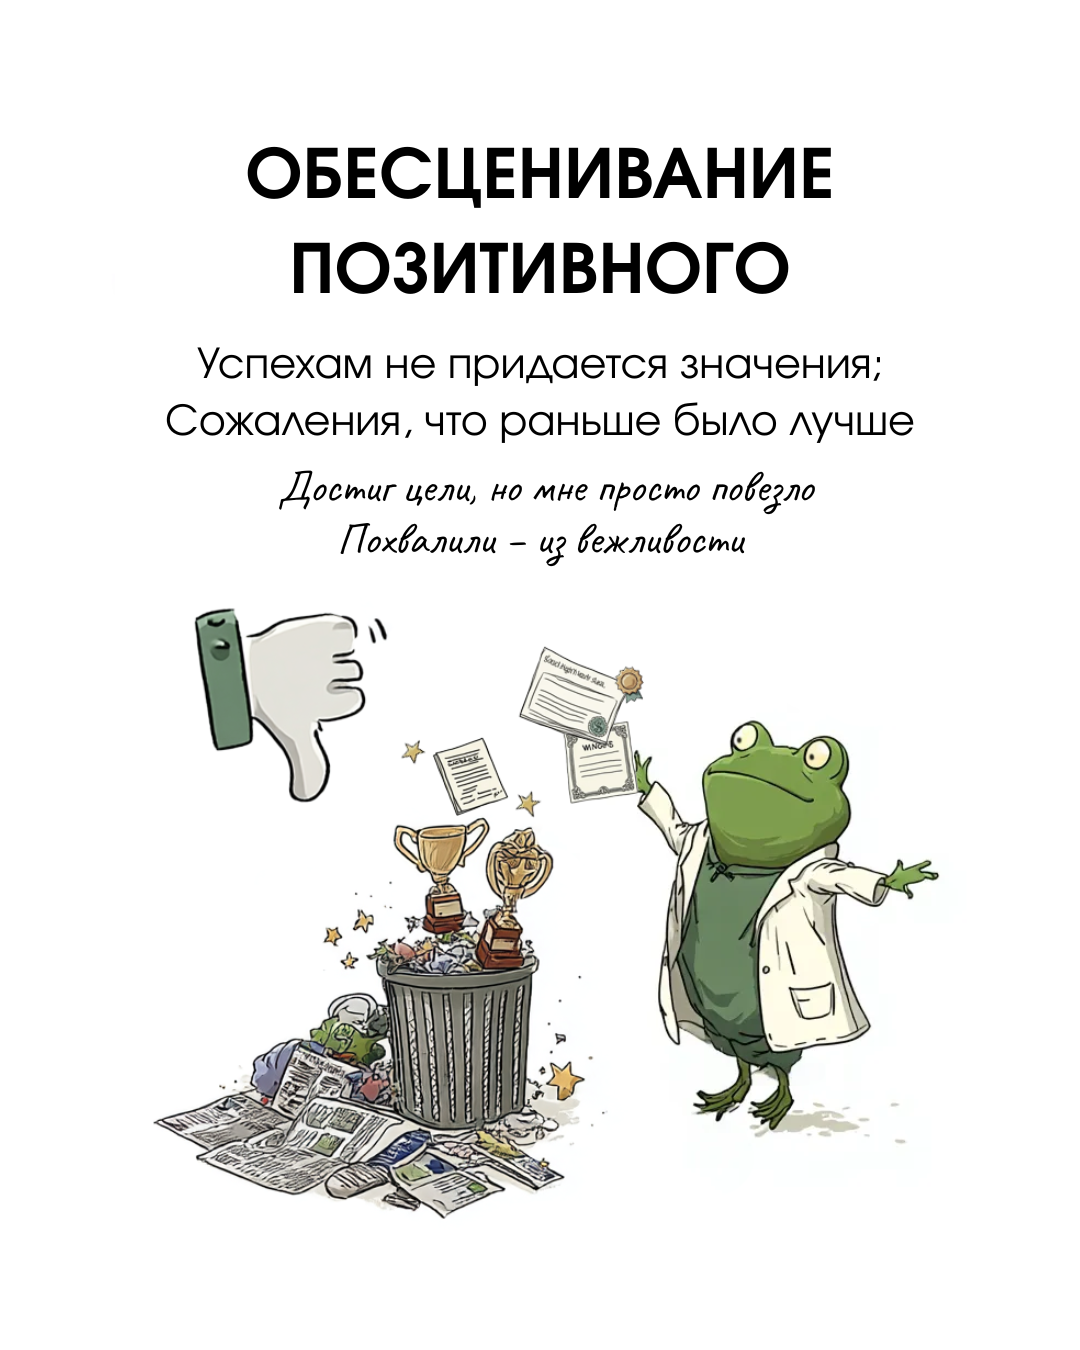 ОБЕСЦЕНИВАНИЕ
ПОЗИТИВНОГО
Успехам не придается значения;
Сожаления, что раньше было лучше
Достиг цели, но мне просто повезло
Похвалили – из вежливости